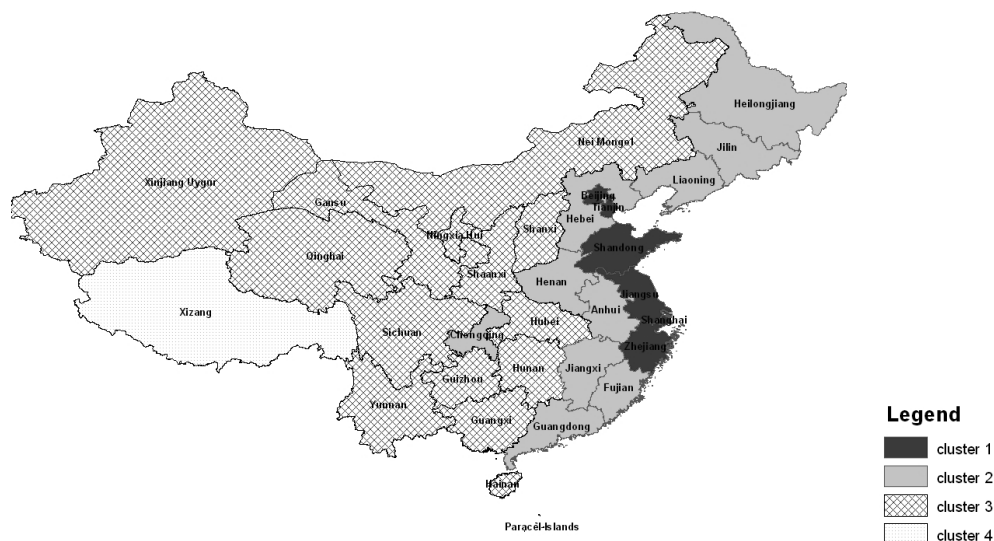 Heilongjiang
Jilin
Nei Mongel
Liaoning
Xinjiang Uygur
Gansu
Beijing
Tianjin
Hebei
Shanxi
Ningxia Hui
Shandong
Qinghai
Shaanxi
Henan
Jiangsu
Anhui
Xizang
Shanghai
Hubei
Sichuan
Chongqing
Zhejiang
Hunan
Jiangxi
Guizhou
Fujian
Yunnan
Guangxi
Guangdong
Hainan
Paracel-Islands
Legend
cluster 1
cluster 2
cluster 3
cluster 4